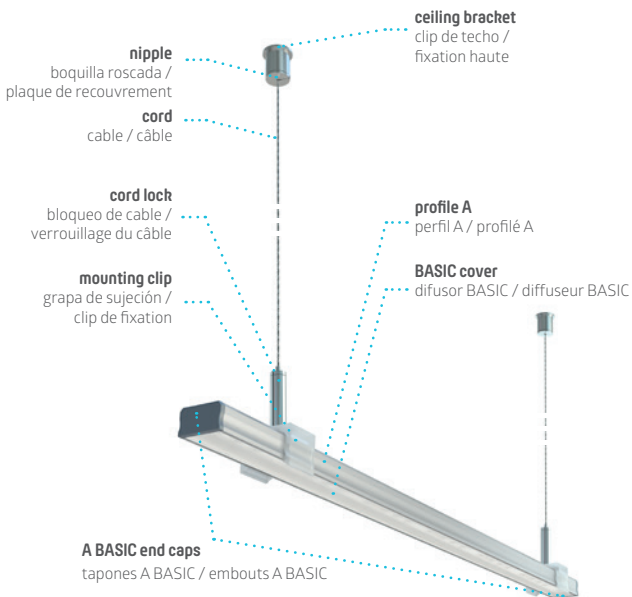 ceiling bracket
clip de techo /
fixation haute
nipple
boquilla roscada /
plaque de recouvrement
cord
cable / câble
cord lock
bloqueo de cable /
verrouillage du câble
mounting clip
grapa de sujeción /
clip de fixation
profile A
perfil A / profilé A
BASIC cover
difusor BASIC / diffuseur BASIC
A BASIC end caps
tapones A BASIC / embouts A BASIC